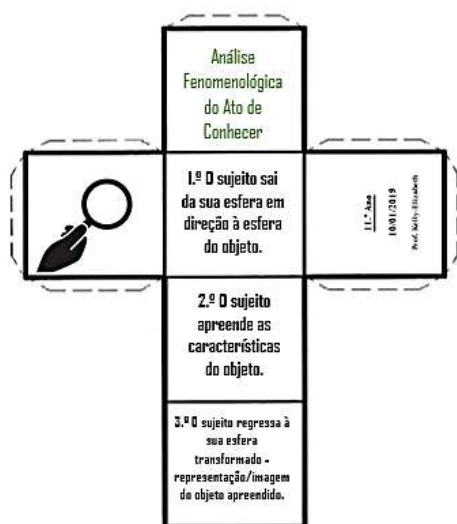 Análise
Fenomenológica
do Ato de
Conhecer
1.º O sujeito sai
da sua esfera em
direção à esfera
do objeto.
11.º Ano
10/01/2019
Prof. Kelly-Elizabeth
2.º O sujeito
apreende as
características
do objeto.
3.º O sujeito regressa à
sua esfera
transformado -
representação/imagem
do objeto apreendido.